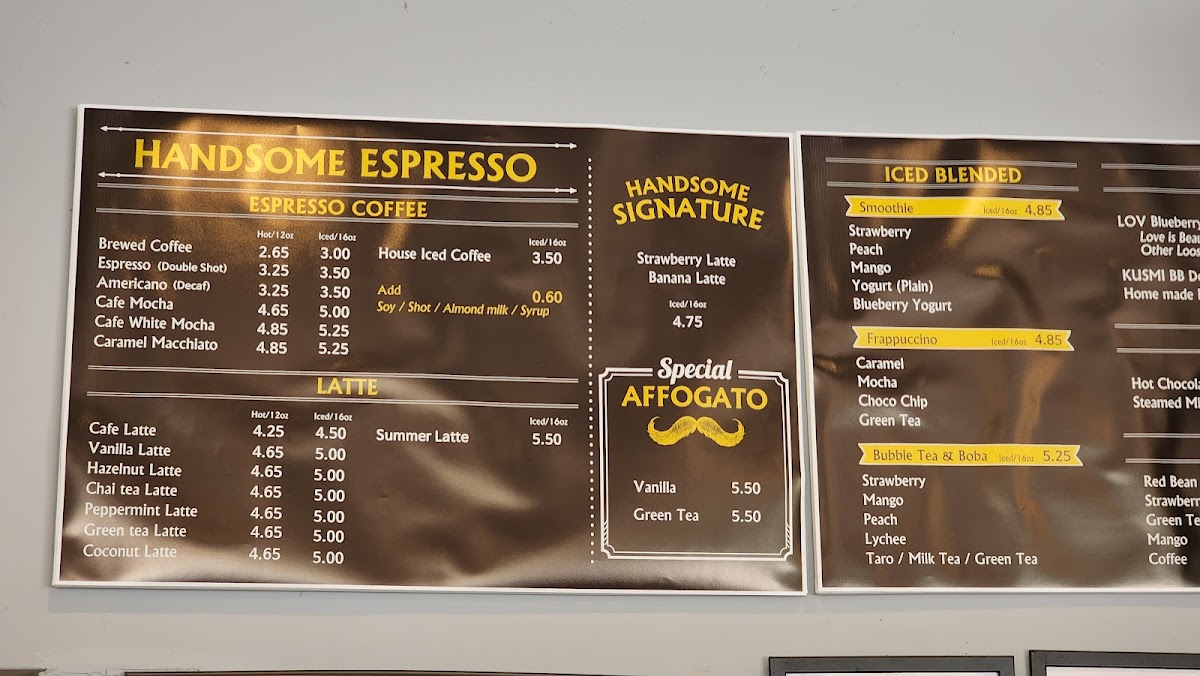 HANDSOME ESPRESSO
ESPRESSO COFFEE
Hot/12oz Iced/16oz
Brewed Coffee 2.65 3.00
Espresso (Double Shot) 3.25 3.50
Americano (Decaf) 3.25 3.50
Cafe Mocha 4.65 5.00
Cafe White Mocha 4.85 5.25
Caramel Macchiato 4.85 5.25
Iced/16oz
House Iced Coffee 3.50
Add 0.60
Soy / Shot / Almond milk / Syrup
LATTE
Hot/12oz Iced/16oz
Cafe Latte 4.25 4.50
Vanilla Latte 4.65 5.00
Hazelnut Latte 4.65 5.00
Chai tea Latte 4.65 5.00
Peppermint Latte 4.65 5.00
Green tea Latte 4.65 5.00
Coconut Latte 4.65 5.00
Iced/16oz
Summer Latte 5.50
HANDSOME
SIGNATURE
Strawberry Latte
Banana Latte
Iced/16oz
4.75
Special
AFFOGATO
Vanilla 5.50
Green Tea 5.50
ICED BLENDED
Smoothie Iced/16oz 4.85
Strawberry
Peach
Mango
Yogurt (Plain)
Blueberry Yogurt
Frappuccino Iced/16oz 4.85
Caramel
Mocha
Choco Chip
Green Tea
Bubble Tea & Boba Iced/16oz 5.25
Strawberry
Mango
Peach
Lychee
Taro / Milk Tea / Green Tea
LOV Blueberry
Love is
Other
KUSMI BB
Home made
Hot
Steamed
Red Bean
Green
Mango
Coffee